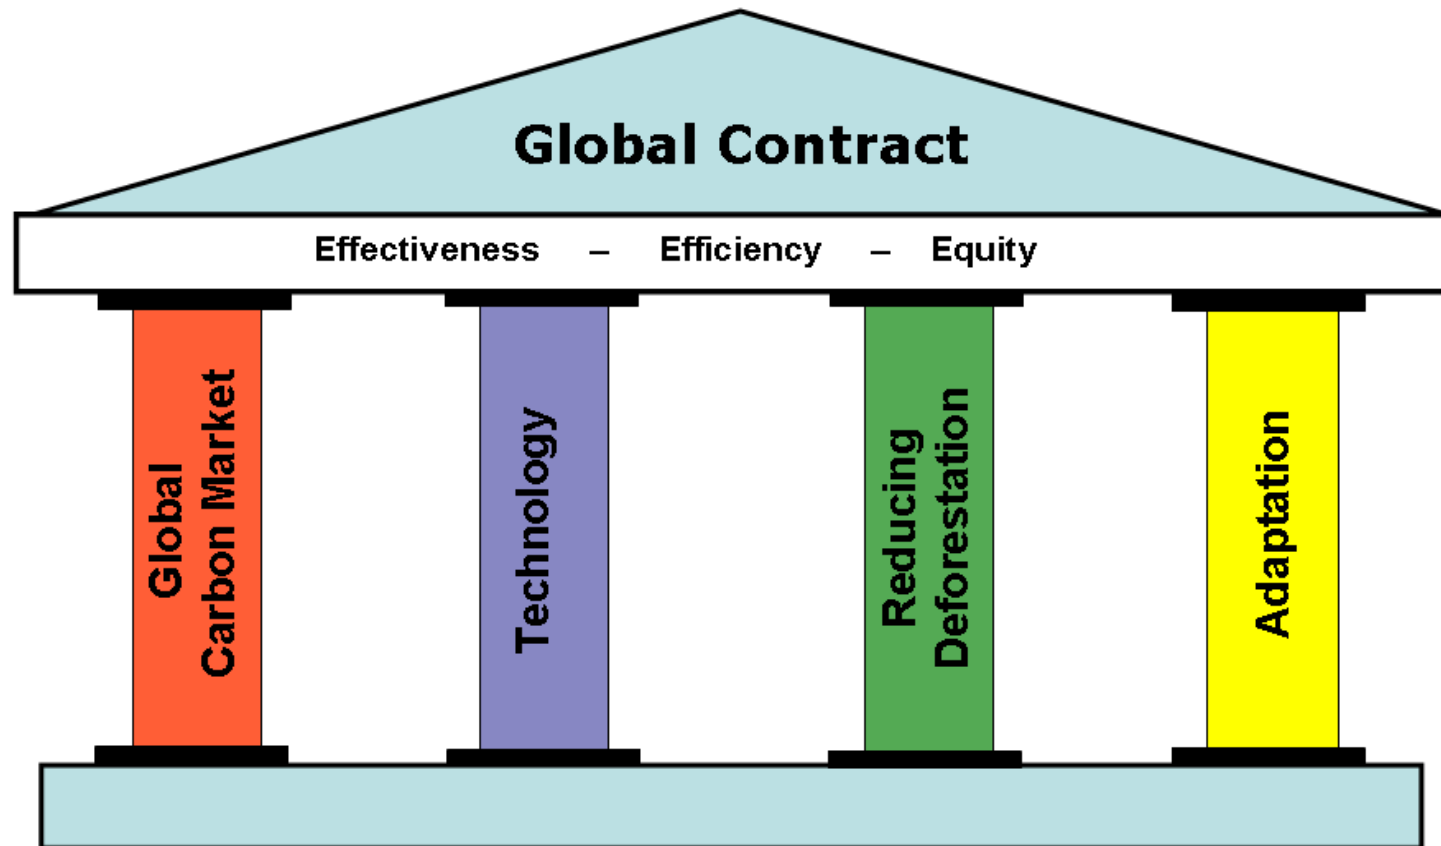 Global Contract
Effectiveness – Efficiency – Equity
Global
Carbon Market
Technology
Reducing
Deforestation
Adaptation